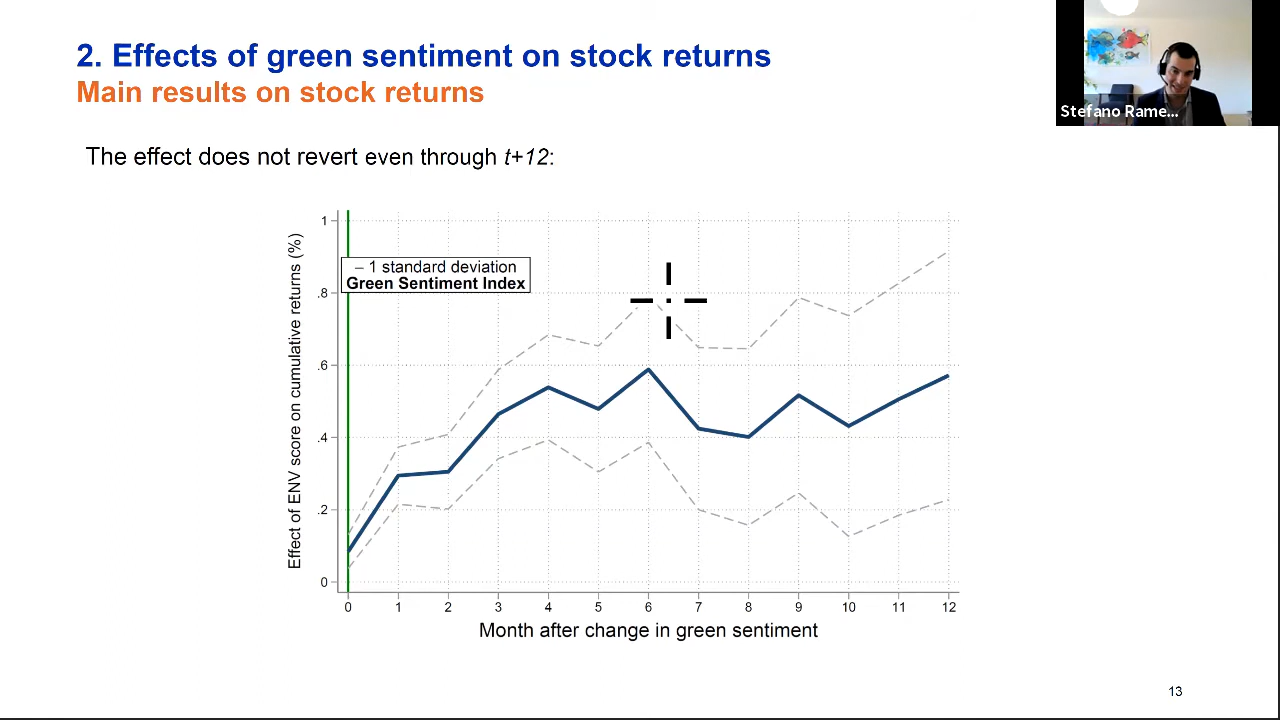 2. Effects of green sentiment on stock returns
Main results on stock returns
Stefano Rame...
The effect does not revert even through t+12:
Effect of ENV score on cumulative returns (%)
1
.8
.6
.4
.2
0
– 1 standard deviation
Green Sentiment Index
0 1 2 3 4 5 6 7 8 9 10 11 12
Month after change in green sentiment
13